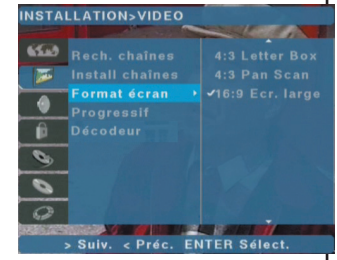 INSTALLATION>VIDEO
Rech. chaînes
Install chaînes
Format écran
Progressif
Décodeur
4:3 Letter Box
4:3 Pan Scan
✓16:9 Ecr. large
> Suiv. < Préc. ENTER Sélect.